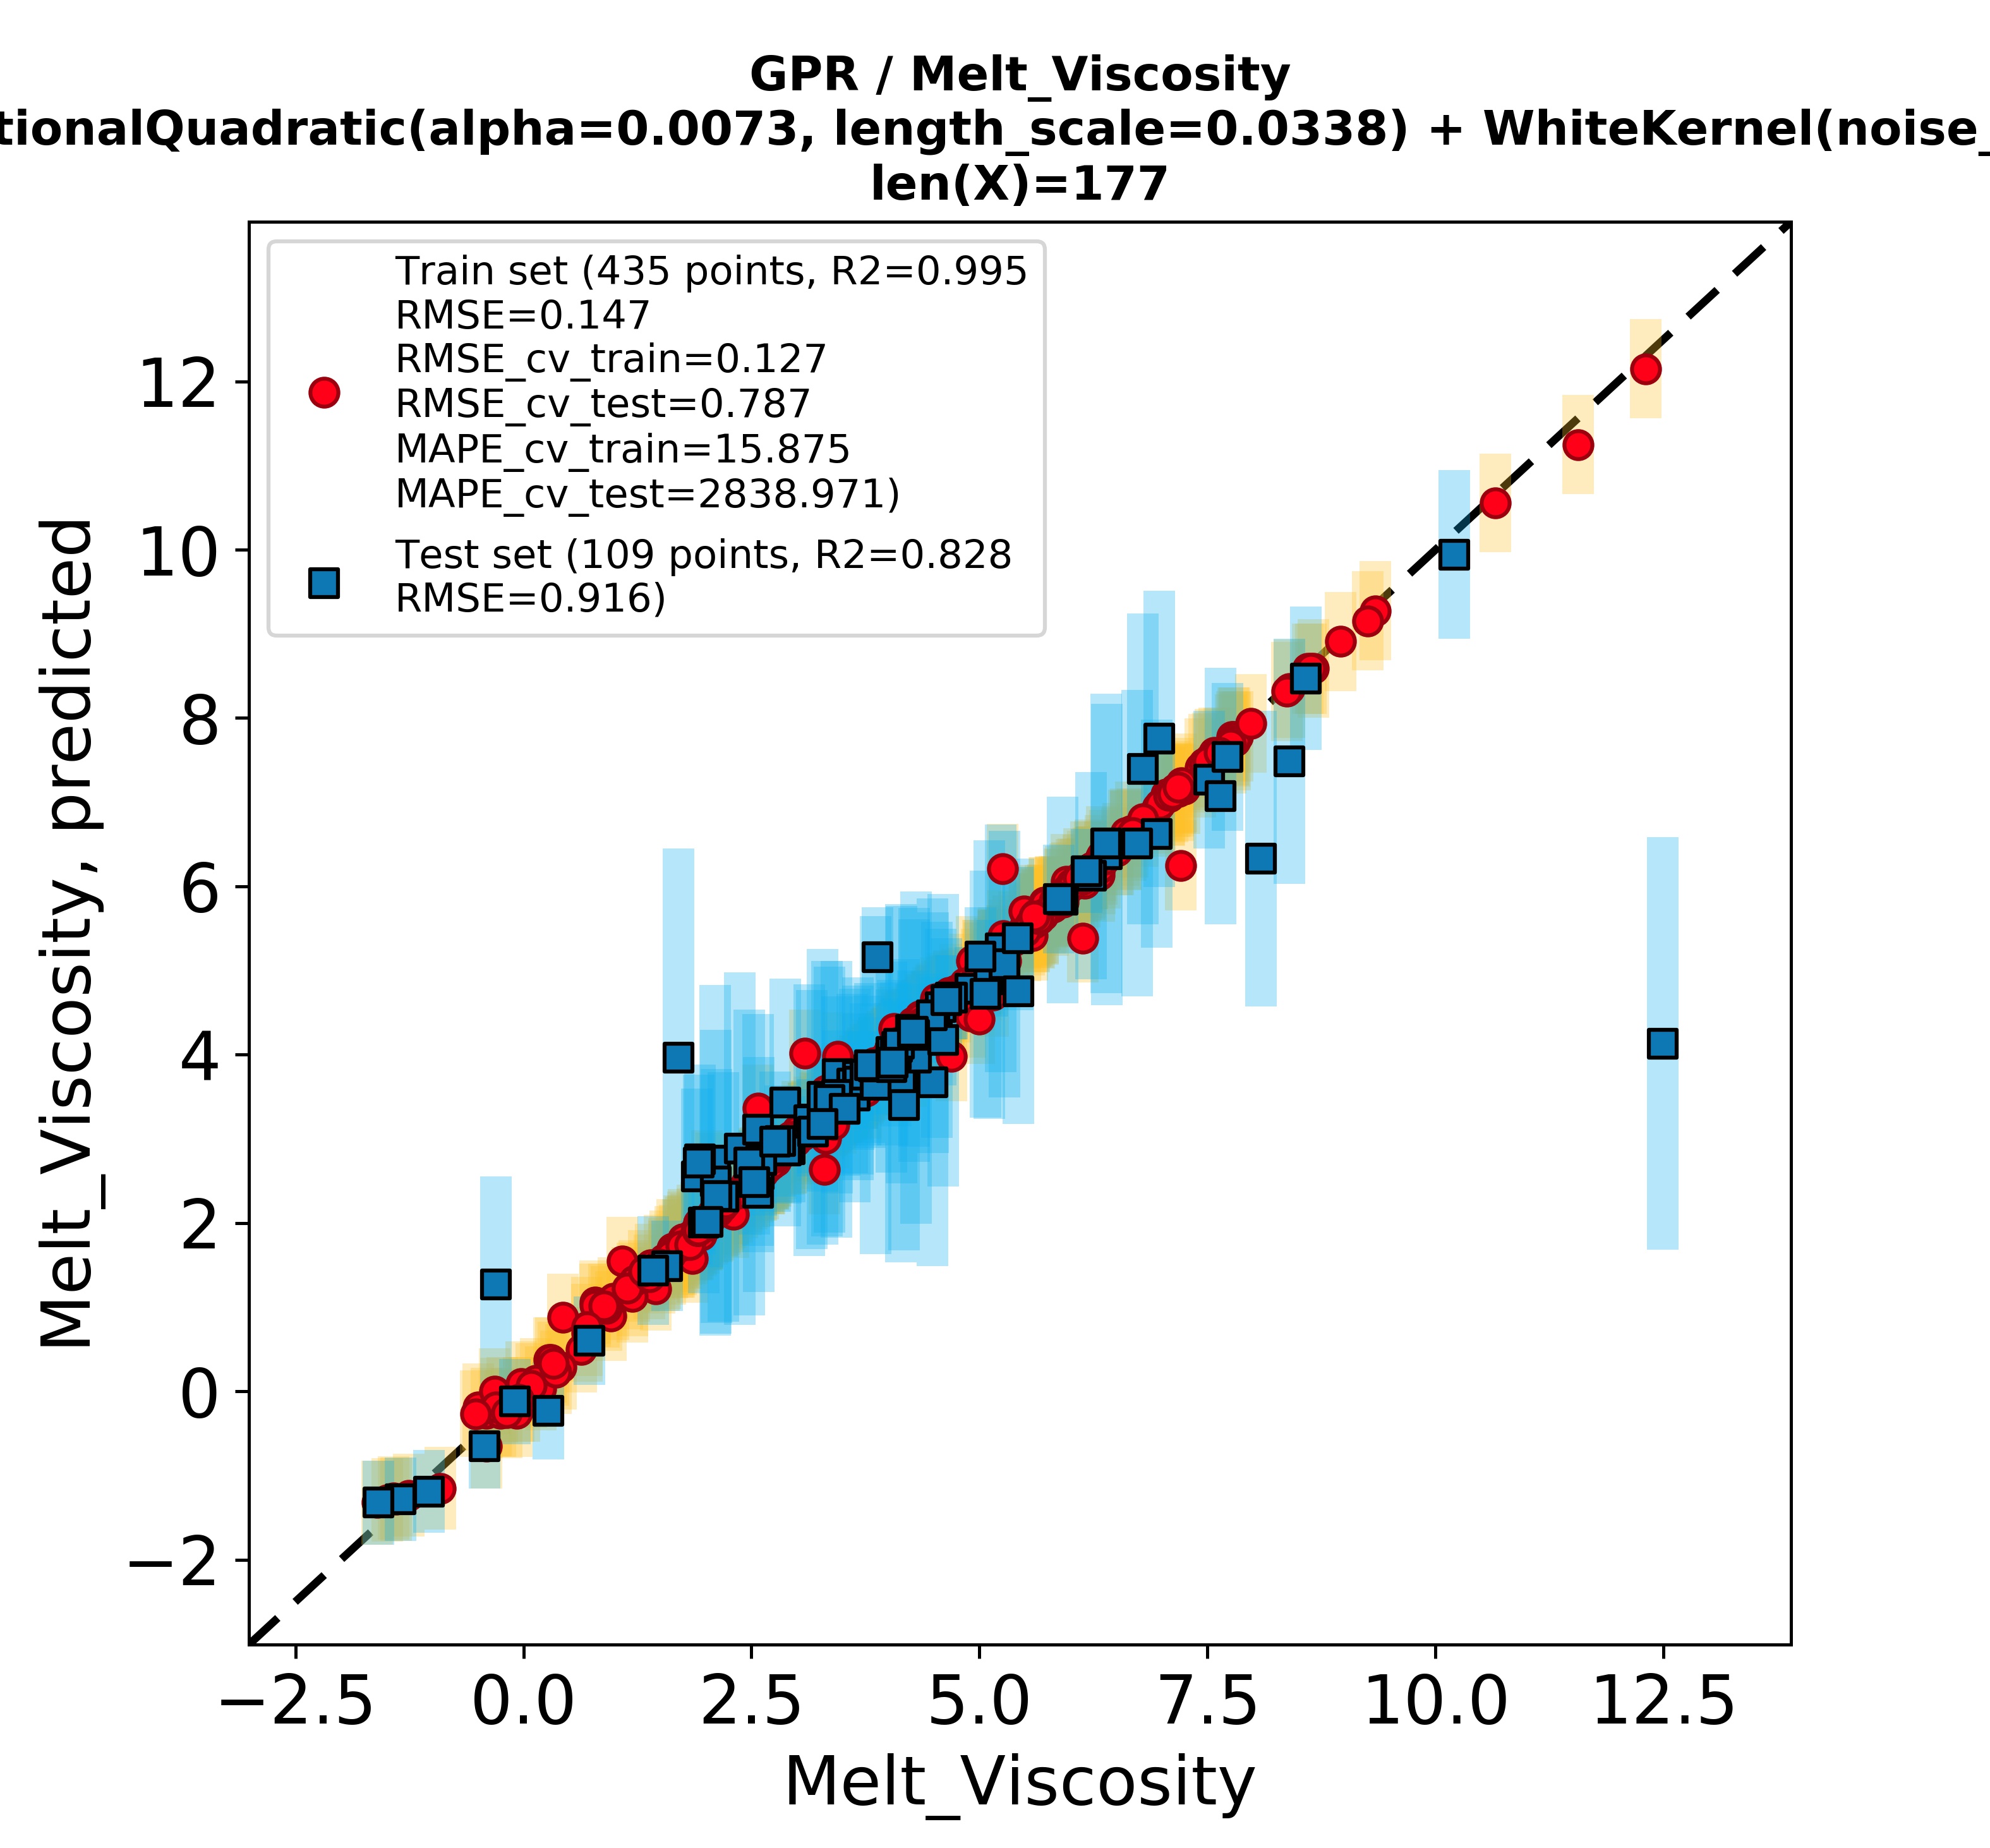 GPR / Melt_Viscosity
tionalQuadratic(alpha=0.0073, length_scale=0.0338) + WhiteKernel(noise_
len(X)=177
Train set (435 points, R2=0.995
RMSE=0.147
RMSE_cv_train=0.127
RMSE_cv_test=0.787
MAPE_cv_train=15.875
MAPE_cv_test=2838.971)
Test set (109 points, R2=0.828
RMSE=0.916)
Melt_Viscosity, predicted
12
10
8
6
4
2
0
−2
−2.5 0.0 2.5 5.0 7.5 10.0 12.5
Melt_Viscosity